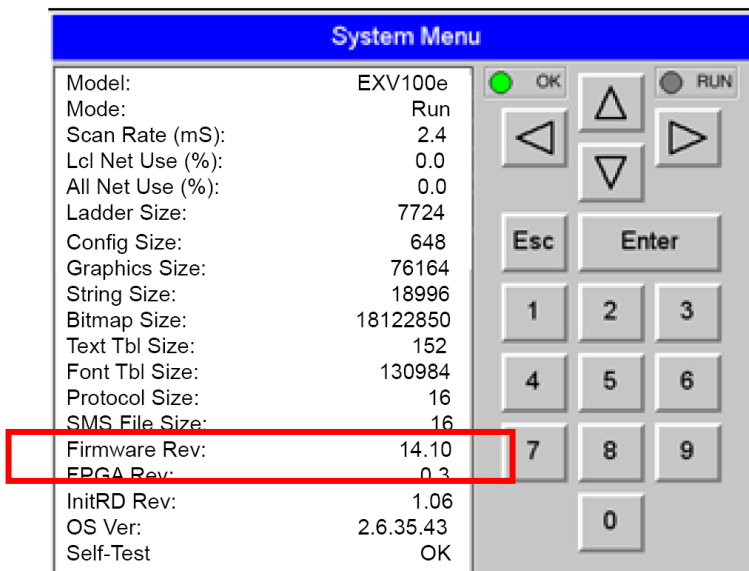 System Menu
Model: EXV100e
Mode: Run
Scan Rate (mS): 2.4
Lcl Net Use (%): 0.0
All Net Use (%): 0.0
Ladder Size: 7724
Config Size: 648
Graphics Size: 76164
String Size: 18996
Bitmap Size: 18122850
Text Tbl Size: 152
Font Tbl Size: 130984
Protocol Size: 16
SMS File Size: 16
Firmware Rev: 14.10
FPGA Rev: 0.3
InitRD Rev: 1.06
OS Ver: 2.6.35.43
Self-Test OK
OK RUN
Esc Enter
1 2 3
4 5 6
7 8 9
0